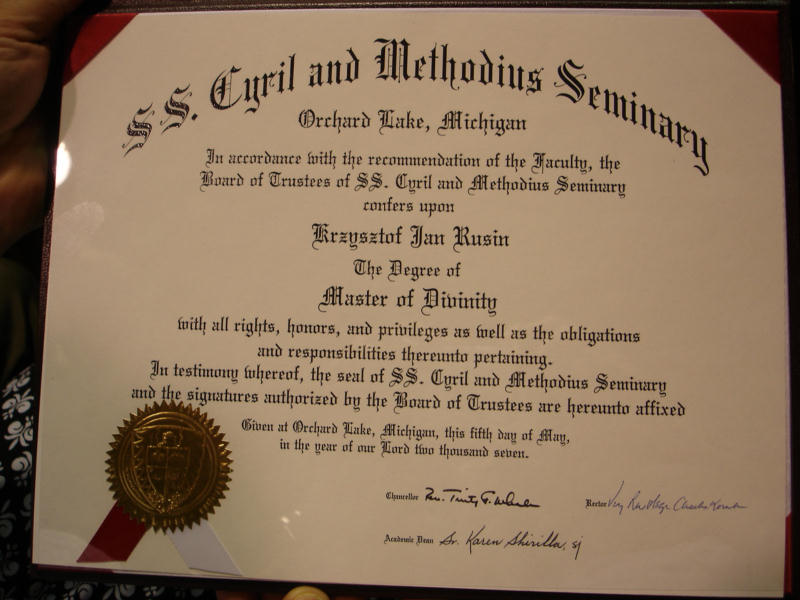 SS. Cyril and Methodius Seminary
Orchard Lake, Michigan
In accordance with the recommendation of the Faculty, the
Board of Trustees of SS. Cyril and Methodius Seminary
confers upon
Krzysztof Jan Rusin
The Degree of
Master of Divinity
with all rights, honors, and privileges as well as the obligations
and responsibilities thereunto pertaining.
In testimony whereof, the seal of SS. Cyril and Methodius Seminary
and the signatures authorized by the Board of Trustees are hereunto affixed
Given at Orchard Lake, Michigan, this fifth day of May,
in the year of our Lord two thousand seven.
Chancellor Rev.
Rector Very Rev Msgr Charles
Academic Dean Sr. Karen Shirilla, sj